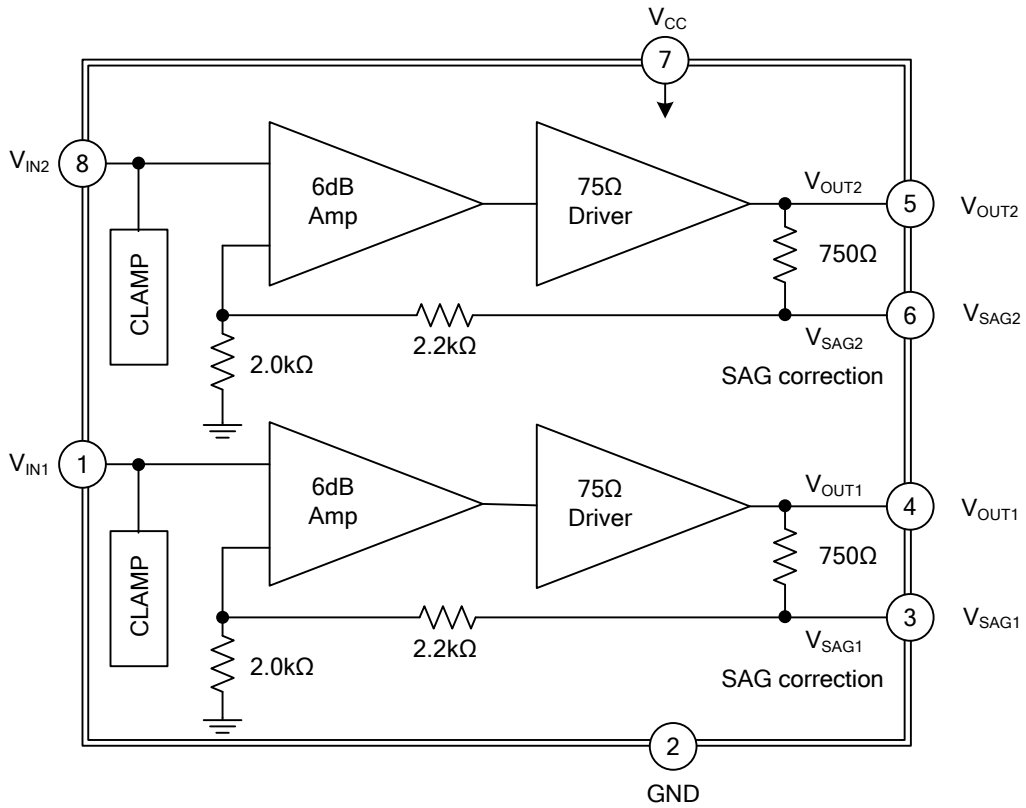 V_CC
7
V_IN2
8
6dB
Amp
75Ω
Driver
V_OUT2
5
V_OUT2
CLAMP
750Ω
6
V_SAG2
2.2kΩ
V_SAG2
2.0kΩ
SAG correction
V_IN1
1
6dB
Amp
75Ω
Driver
V_OUT1
4
V_OUT1
CLAMP
750Ω
3
V_SAG1
2.2kΩ
V_SAG1
2.0kΩ
SAG correction
2
GND